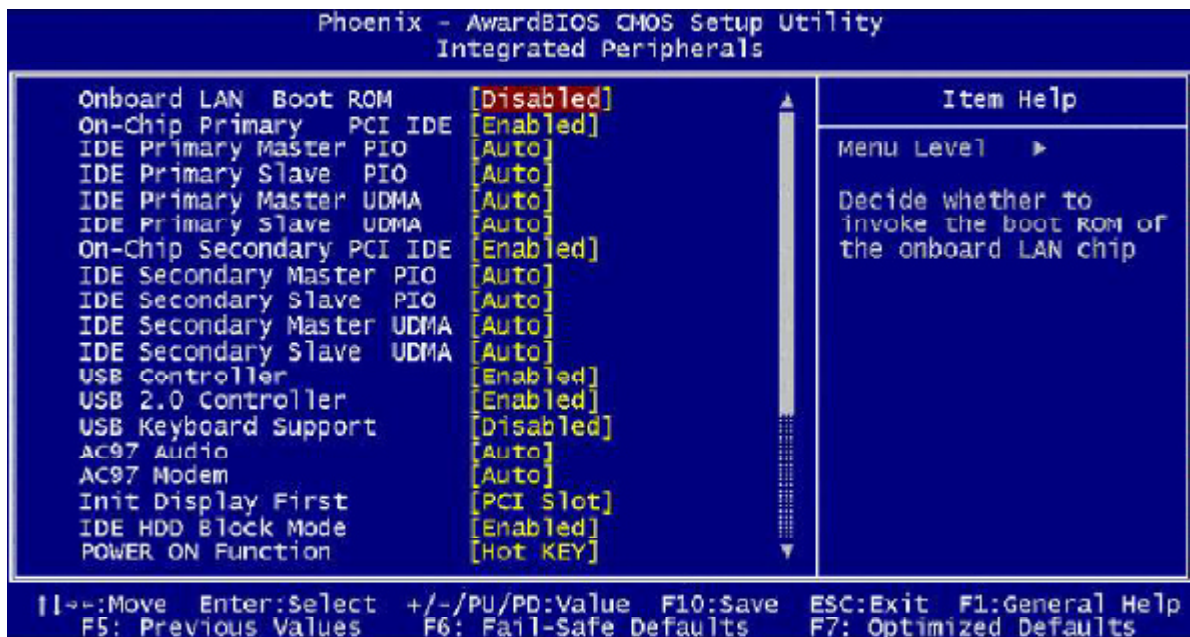 Phoenix - AwardBIOS CMOS Setup Utility
Integrated Peripherals
Onboard LAN Boot ROM [Disabled]
On-Chip Primary PCI IDE [Enabled]
IDE Primary Master PIO [Auto]
IDE Primary Slave PIO [Auto]
IDE Primary Master UDMA [Auto]
IDE Primary Slave UDMA [Auto]
On-Chip Secondary PCI IDE [Enabled]
IDE Secondary Master PIO [Auto]
IDE Secondary Slave PIO [Auto]
IDE Secondary Master UDMA [Auto]
IDE Secondary Slave UDMA [Auto]
USB Controller [Enabled]
USB 2.0 Controller [Enabled]
USB Keyboard Support [Disabled]
AC97 Audio [Auto]
AC97 Modem [Auto]
Init Display First [PCI Slot]
IDE HDD Block Mode [Enabled]
POWER ON Function [Hot KEY]
Item Help
Menu Level ▶
Decide whether to
invoke the boot ROM of
the onboard LAN chip
↑↓→←:Move Enter:Select +/-/PU/PD:Value F10:Save ESC:Exit F1:General Help
F5: Previous Values F6: Fail-Safe Defaults F7: Optimized Defaults